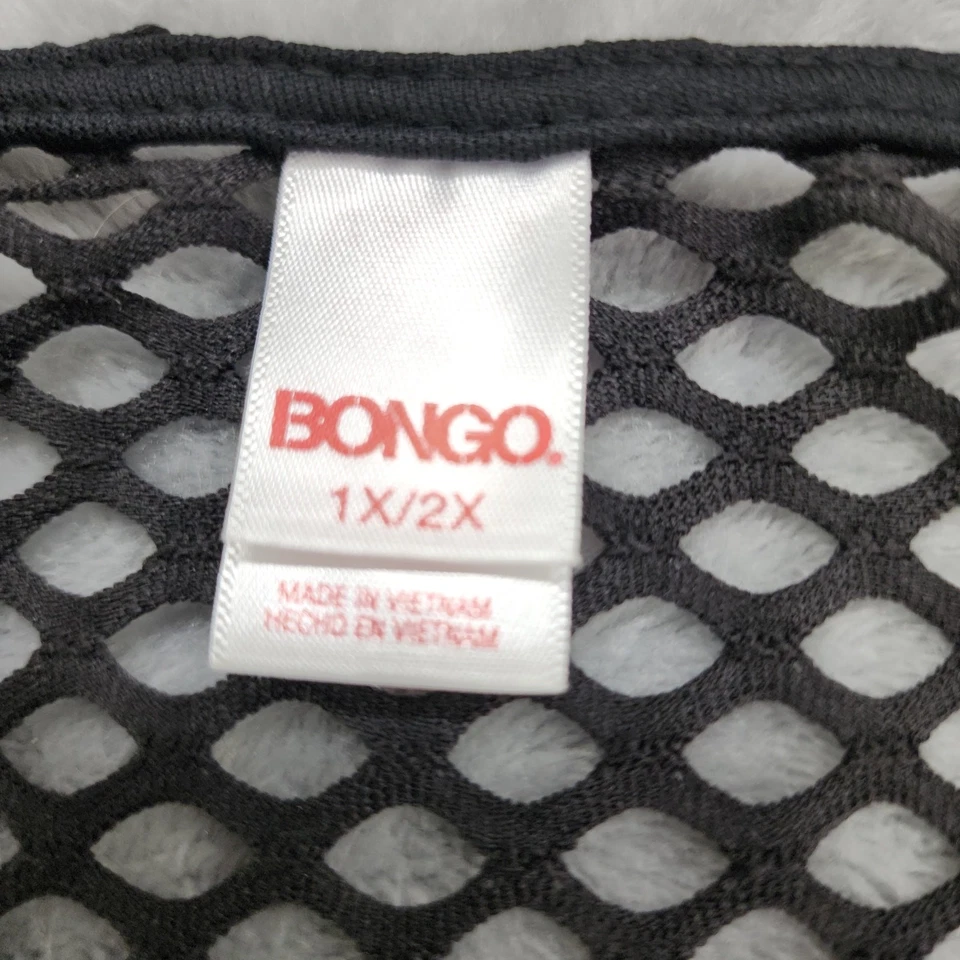 BONGO.
1X/2X
MADE IN VIETNAM
HECHO EN VIETNAM